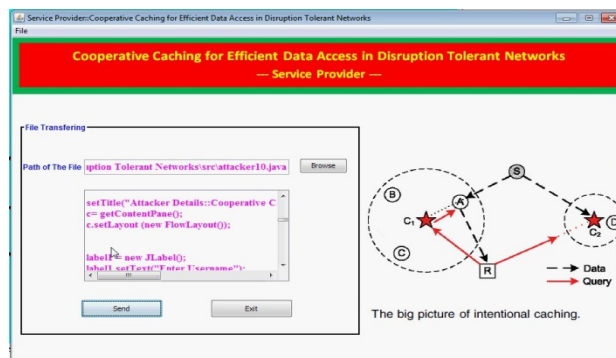 Service Provider::Cooperative Caching for Efficient Data Access in Disruption Tolerant Networks
File
Cooperative Caching for Efficient Data Access in Disruption Tolerant Networks
--- Service Provider ---
File Transfering
Path of The File
ıption Tolerant Networks\src\attacker10.java
Browse
setTitle("Attacker Details::Cooperative C
c= getContentPane();
c.setLayout (new FlowLayout());
label1 = new JLabel();
label1.setText("Enter Username");
Send
Exit
S
B
A
C₁
C
R
C₂
D
Data
Query
The big picture of intentional caching.